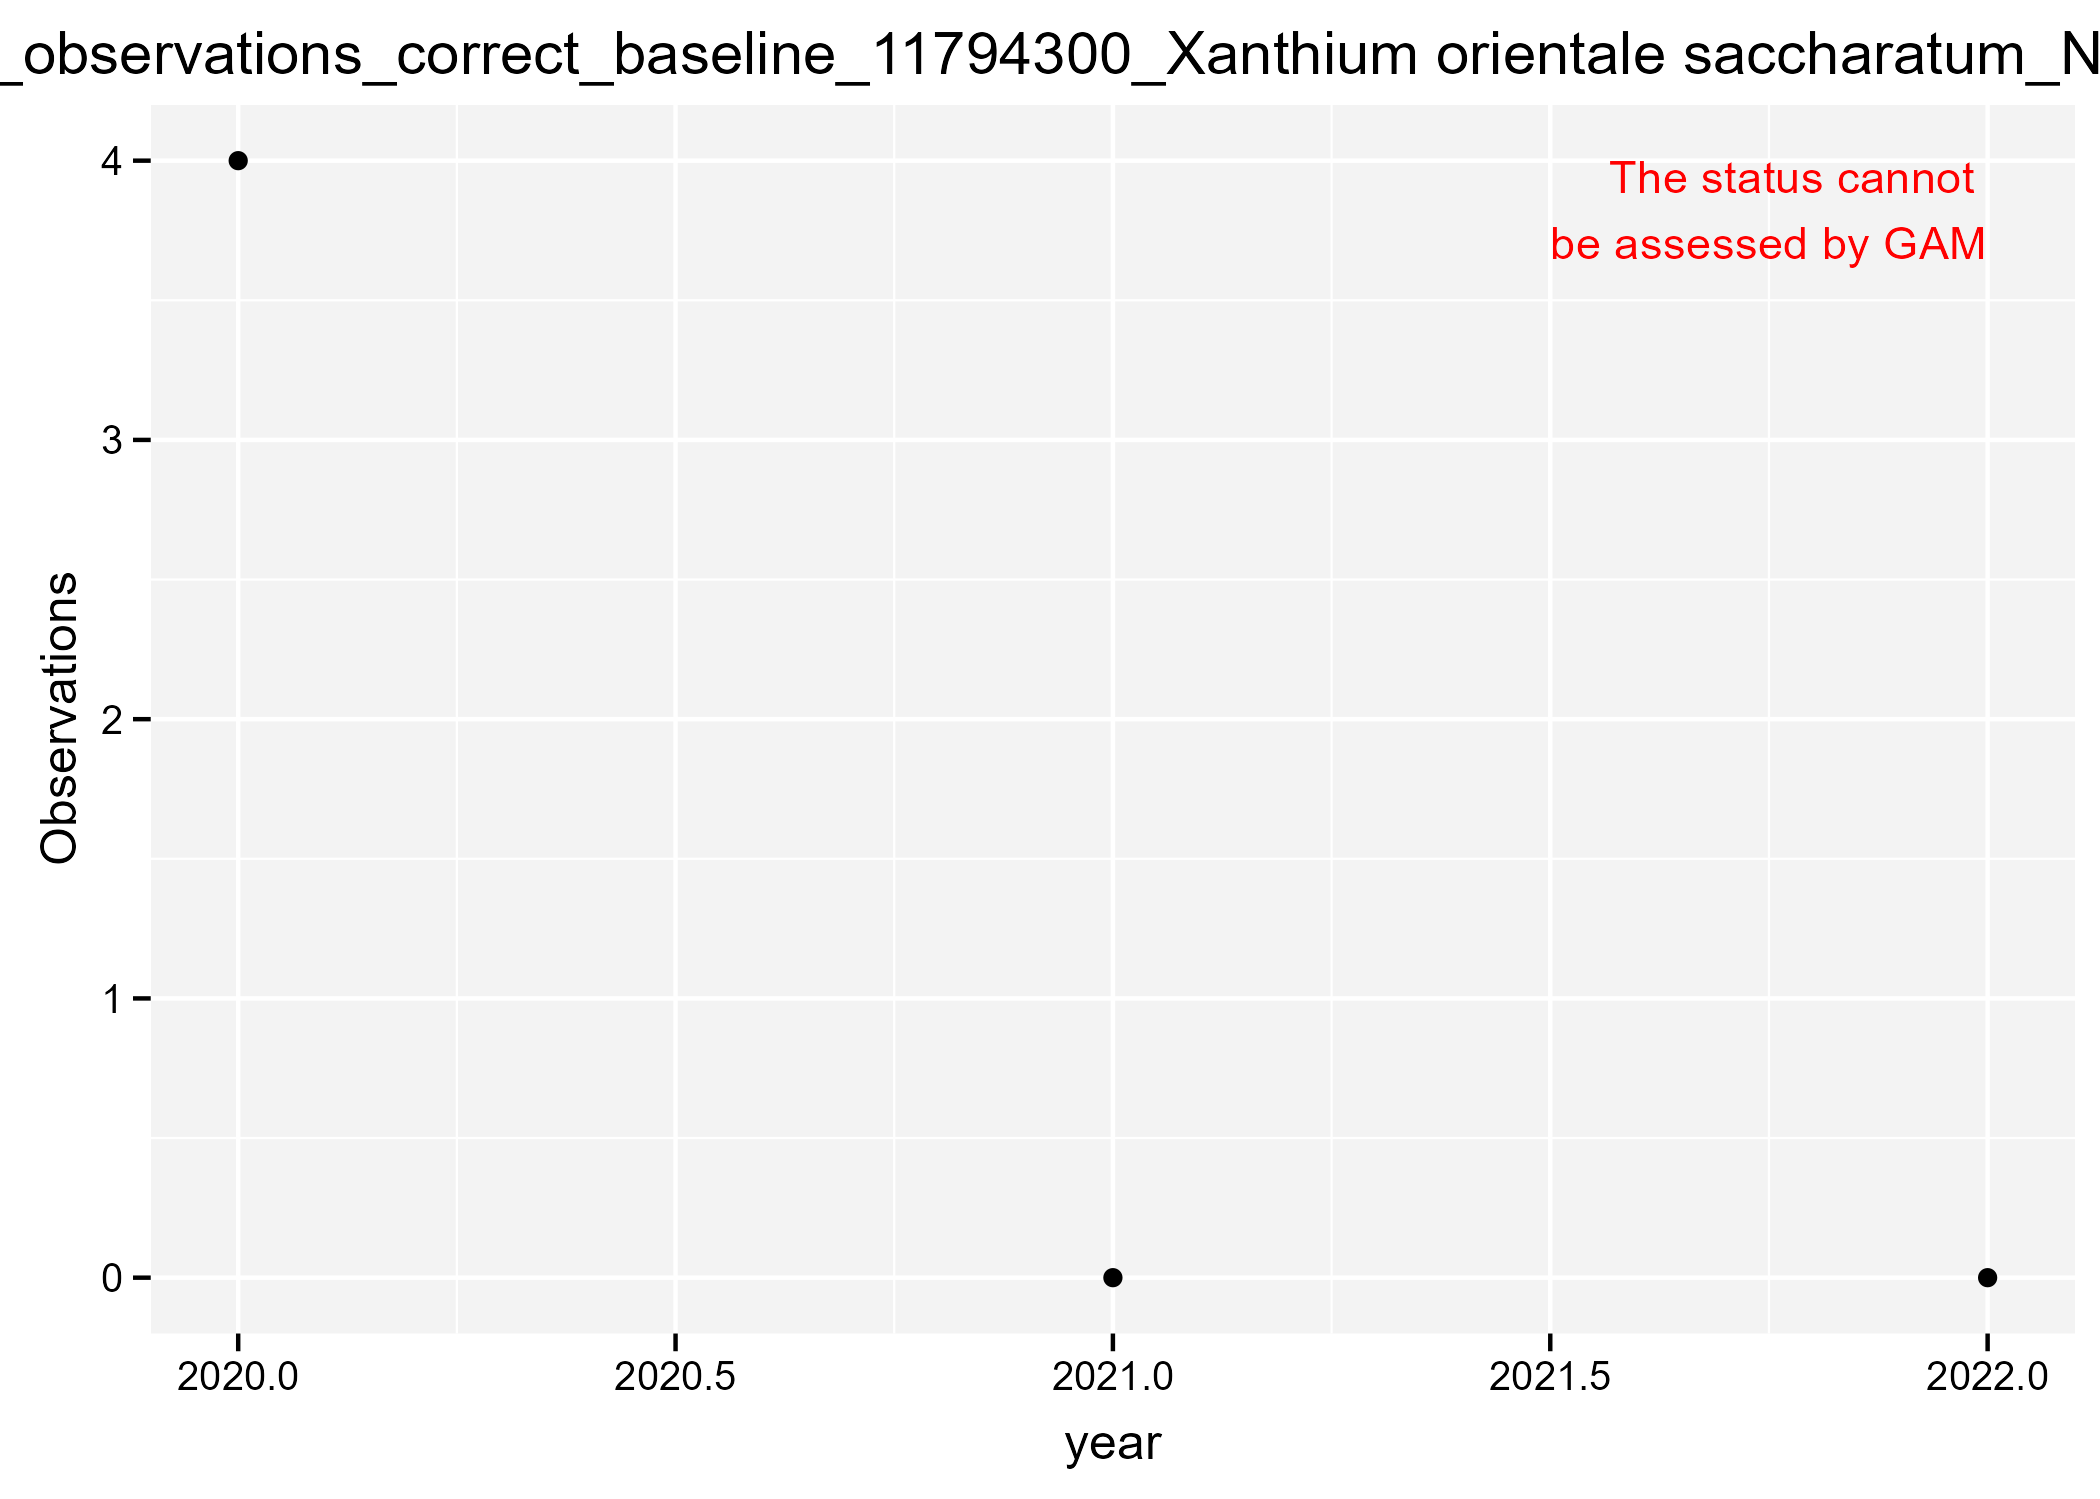 _observations_correct_baseline_11794300_Xanthium orientale saccharatum_N
The status cannot
be assessed by GAM
4
3
2
1
0
Observations
2020.0 2020.5 2021.0 2021.5 2022.0
year